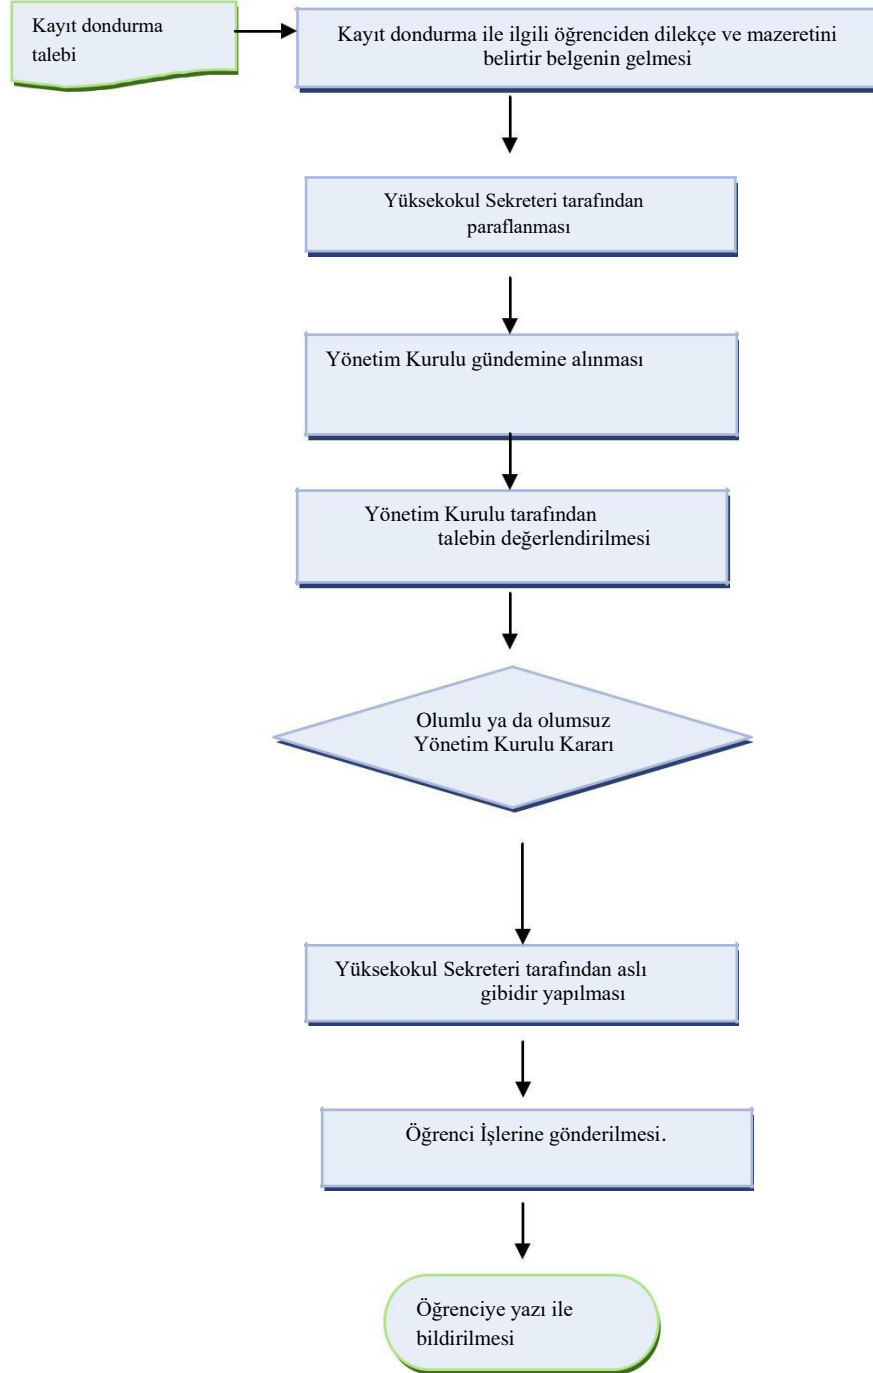 Kayıt dondurma
talebi
Kayıt dondurma ile ilgili öğrenciden dilekçe ve mazeretini
belirtir belgenin gelmesi
Yüksekokul Sekreteri tarafından
paraflanması
Yönetim Kurulu gündemine alınması
Yönetim Kurulu tarafından
talebin değerlendirilmesi
Olumlu ya da olumsuz
Yönetim Kurulu Kararı
Yüksekokul Sekreteri tarafından aslı
gibidir yapılması
Öğrenci İşlerine gönderilmesi.
Öğrenciye yazı ile
bildirilmesi